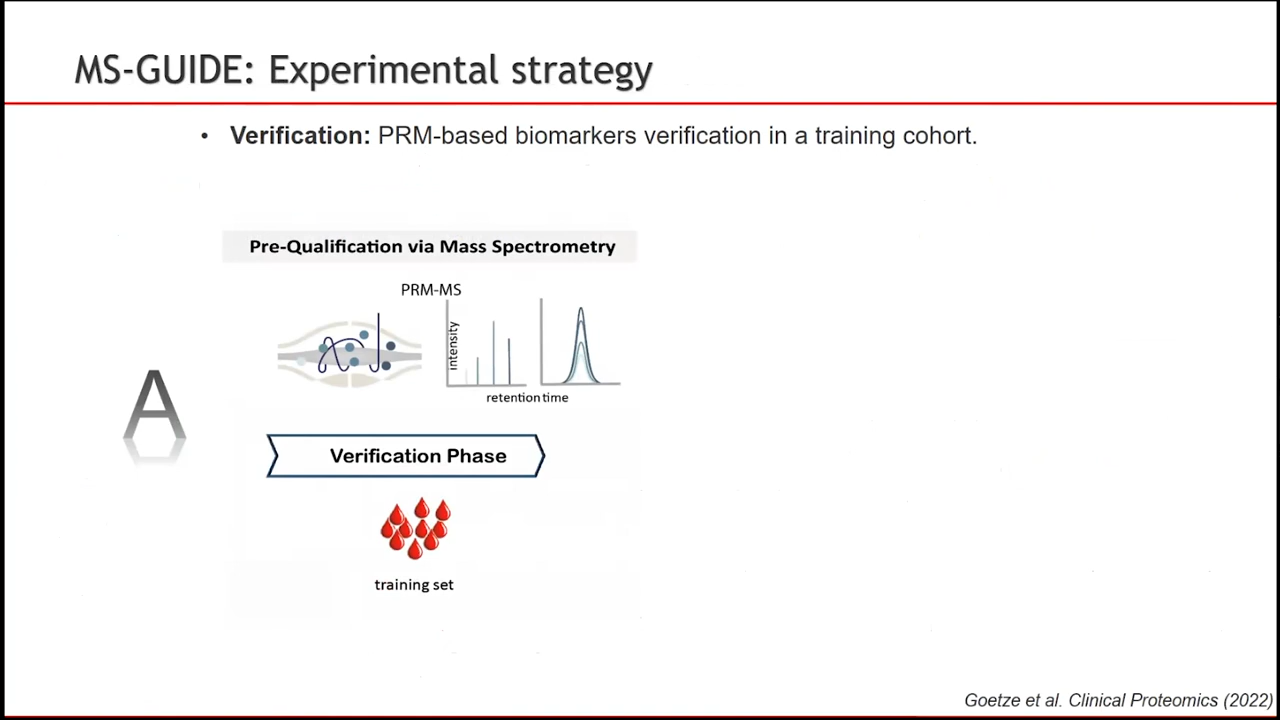 MS-GUIDE: Experimental strategy
• Verification: PRM-based biomarkers verification in a training cohort.
Pre-Qualification via Mass Spectrometry
PRM-MS
intensity
retention time
A
Verification Phase
training set
Goetze et al. Clinical Proteomics (2022)